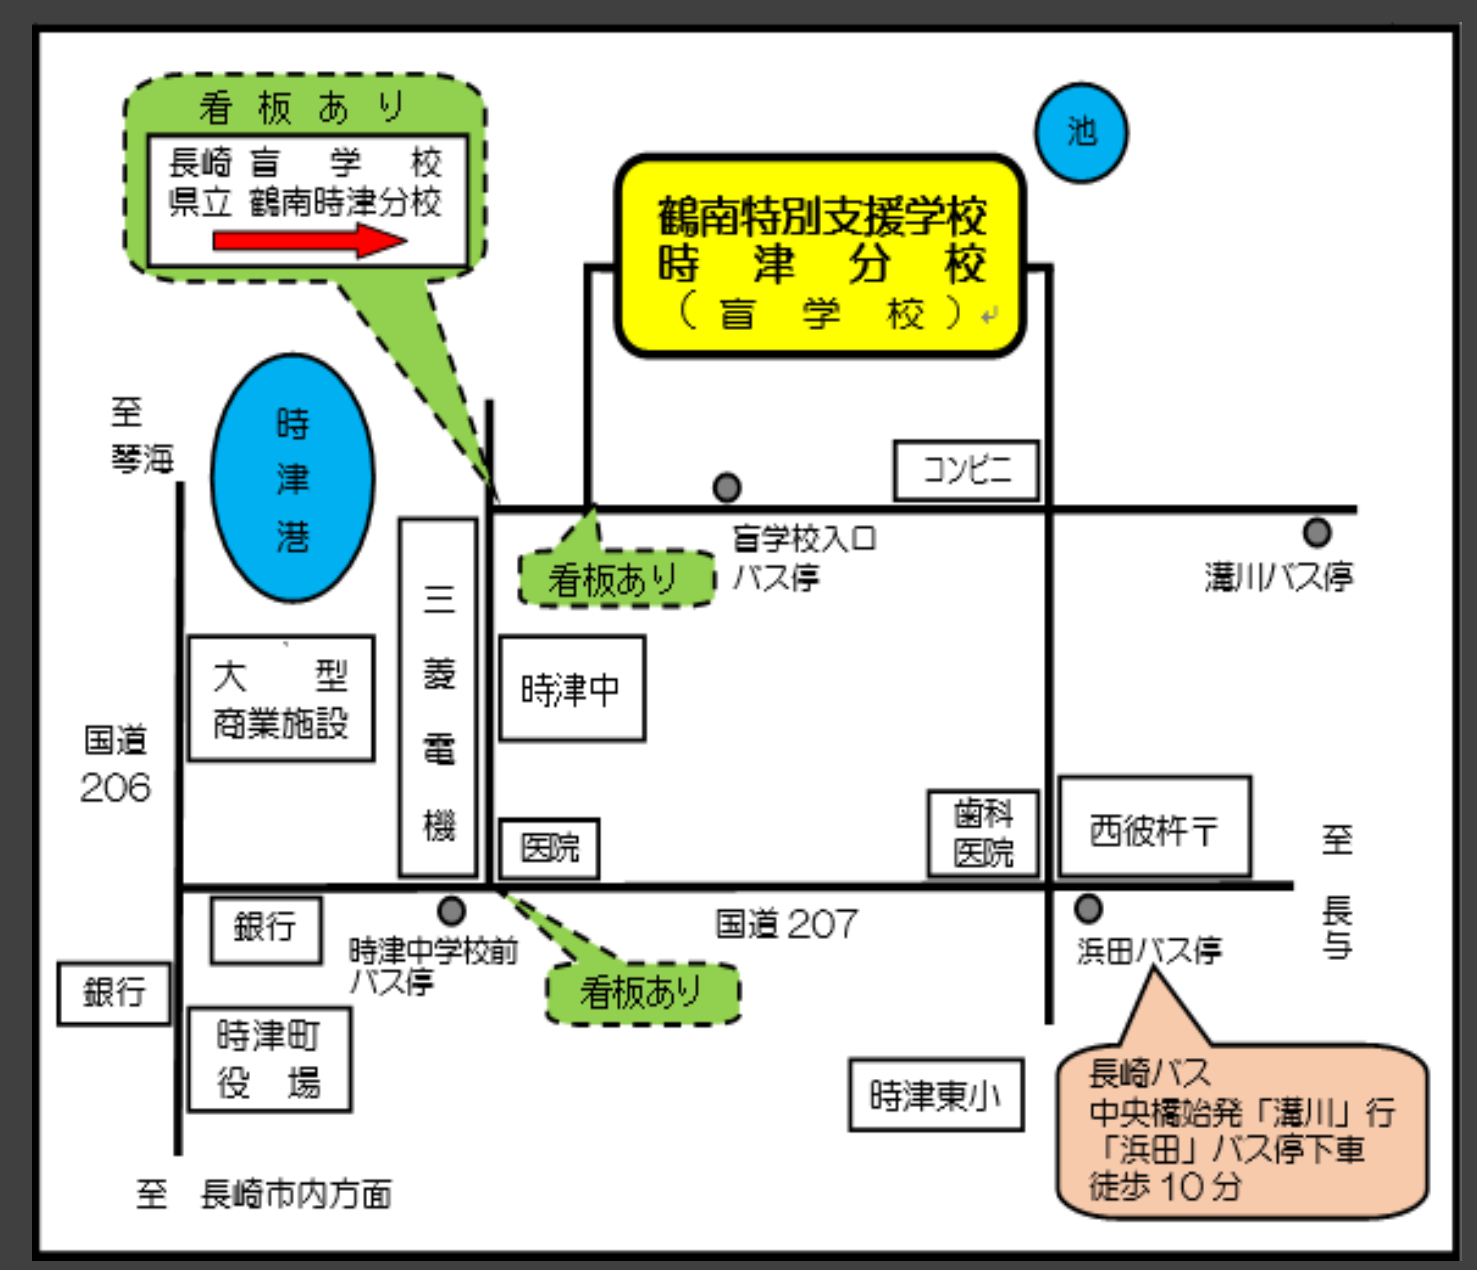 看板あり
長崎 盲学校
県立 鶴南時津分校
池
鶴南特別支援学校
時津分校
（盲学校）
至
琴海
時津港
コンビニ
盲学校入口
バス停
溝川バス停
看板あり
三菱電機
時津中
大型
商業施設
国道
206
医院
歯科
医院
西彼杵〒
至
長与
銀行
時津中学校前
バス停
国道 207
浜田バス停
銀行
看板あり
時津町
役場
時津東小
長崎バス
中央橋始発「溝川」行
「浜田」バス停下車
徒歩 10 分
至 長崎市内方面